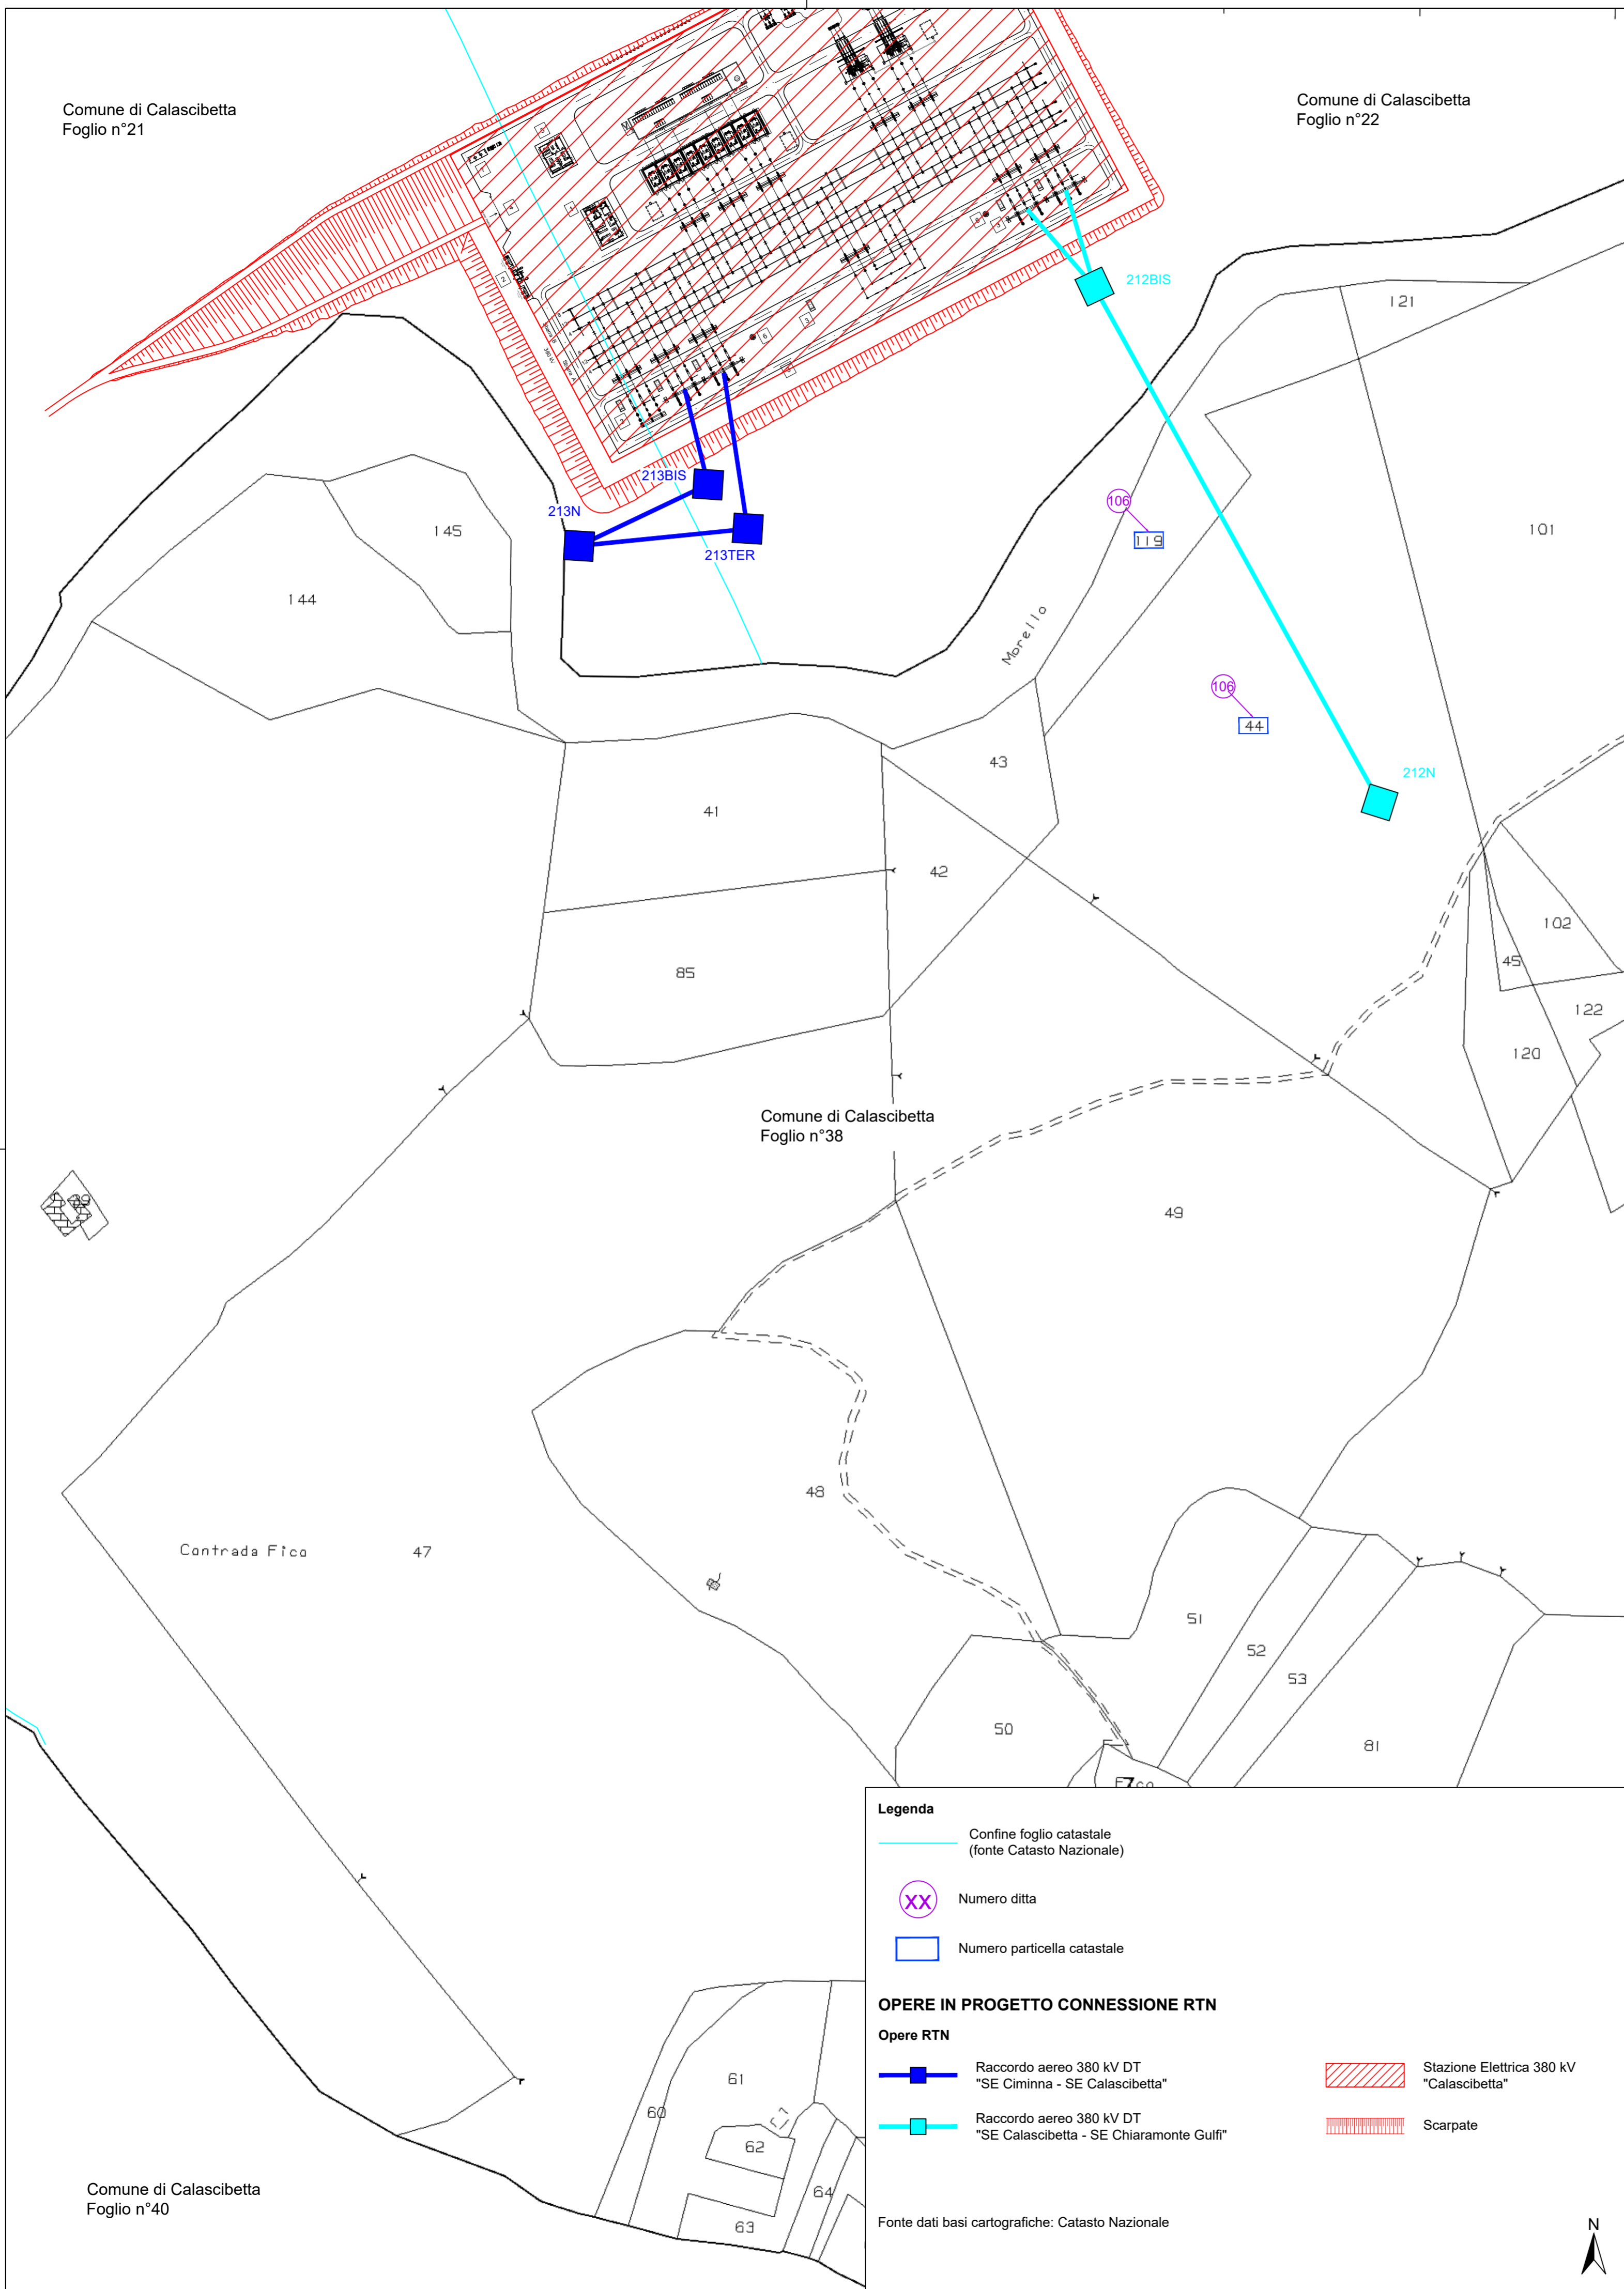 Comune di Calascibetta
Foglio n°21
Comune di Calascibetta
Foglio n°22
212BIS
121
213BIS
213N
213TER
106
119
101
145
144
Morello
106
44
212N
43
41
42
102
45
85
122
120
Comune di Calascibetta
Foglio n°38
49
48
Contrada Fico
47
51
52
53
50
81
61
60
62
64
63
Comune di Calascibetta
Foglio n°40
Legenda
Confine foglio catastale
(fonte Catasto Nazionale)
XX
Numero ditta
Numero particella catastale
OPERE IN PROGETTO CONNESSIONE RTN
Opere RTN
Raccordo aereo 380 kV DT
"SE Ciminna - SE Calascibetta"
Stazione Elettrica 380 kV
"Calascibetta"
Raccordo aereo 380 kV DT
"SE Calascibetta - SE Chiaramonte Gulfi"
Scarpate
Fonte dati basi cartografiche: Catasto Nazionale
N